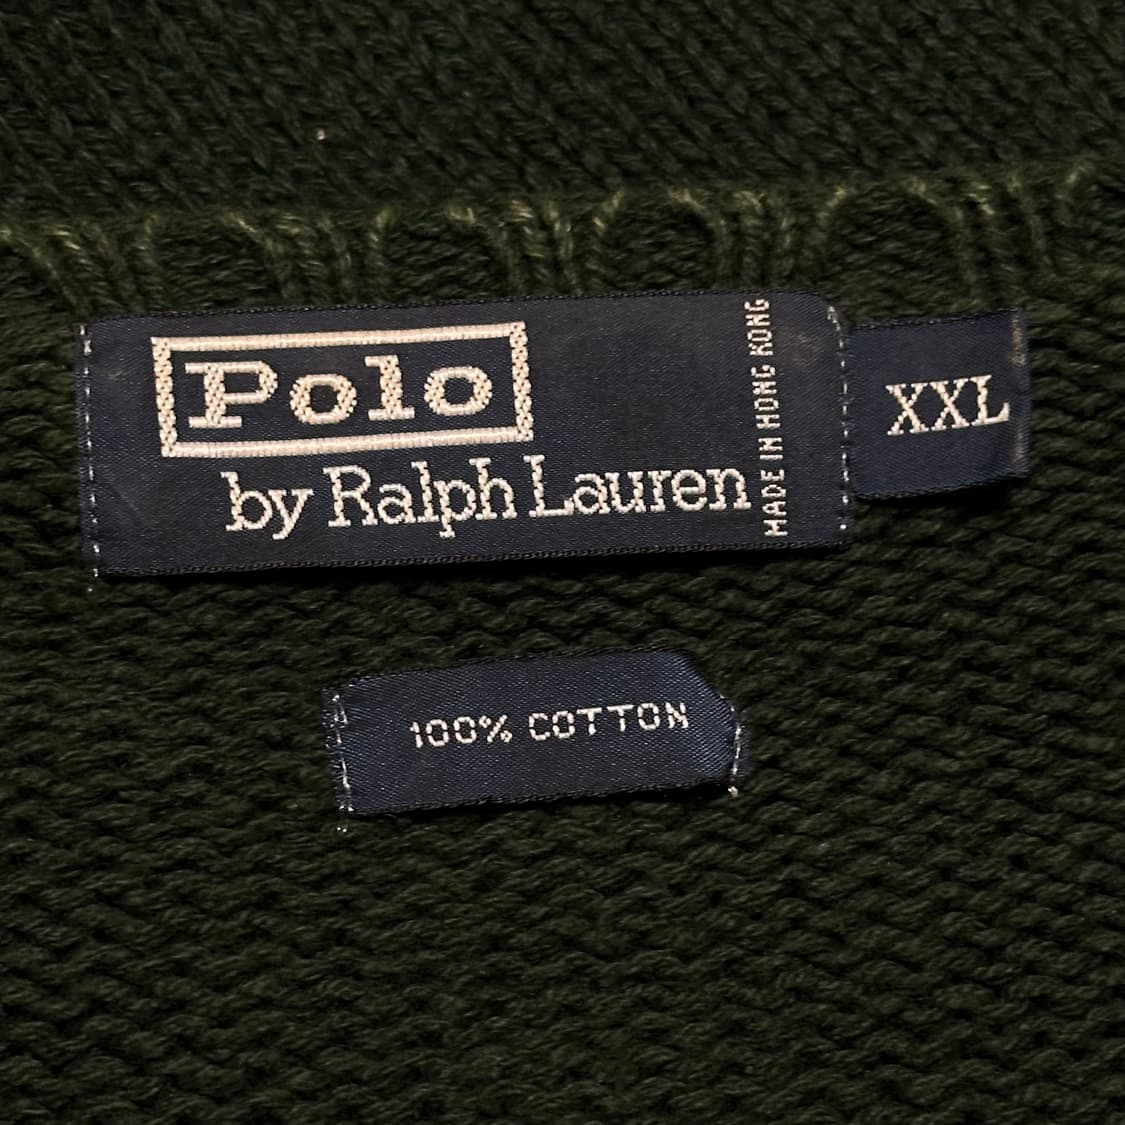 Polo
by Ralph Lauren
MADE IN HONG KONG
XXL
100% COTTON